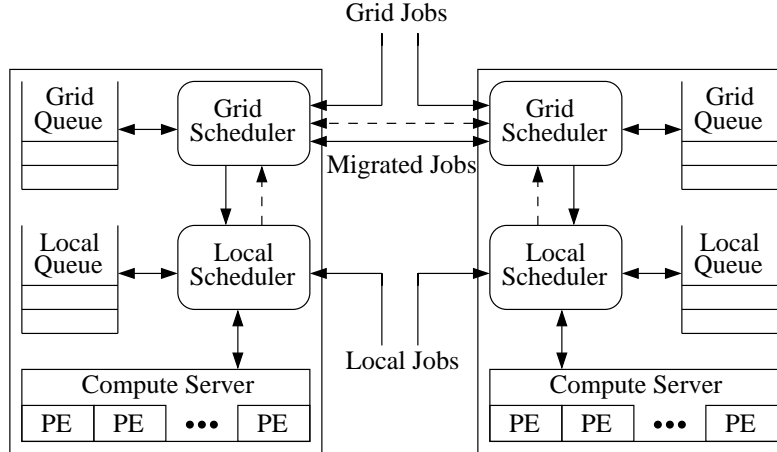 Grid Jobs
Grid
Queue
Grid
Scheduler
Migrated Jobs
Grid
Scheduler
Grid
Queue
Local
Queue
Local
Scheduler
Local
Scheduler
Local
Queue
Local Jobs
Compute Server
PE PE ••• PE
Compute Server
PE PE ••• PE